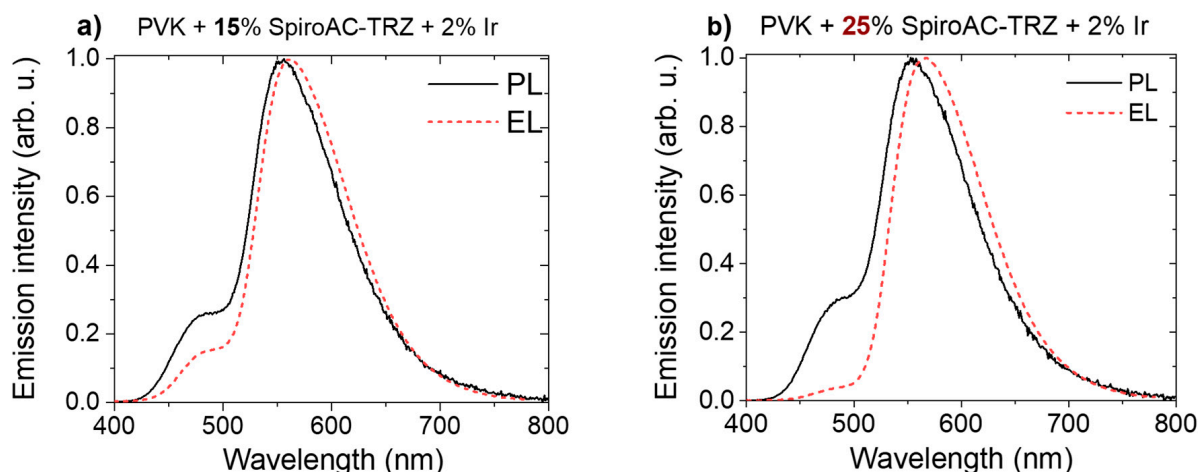 a) PVK + 15% SpiroAC-TRZ + 2% Ir
1.0
0.8
0.6
0.4
0.2
0.0
Emission intensity (arb. u.)
PL
EL
400 500 600 700 800
Wavelength (nm)
b) PVK + 25% SpiroAC-TRZ + 2% Ir
1.0
0.8
0.6
0.4
0.2
0.0
Emission intensity (arb. u.)
PL
EL
400 500 600 700 800
Wavelength (nm)